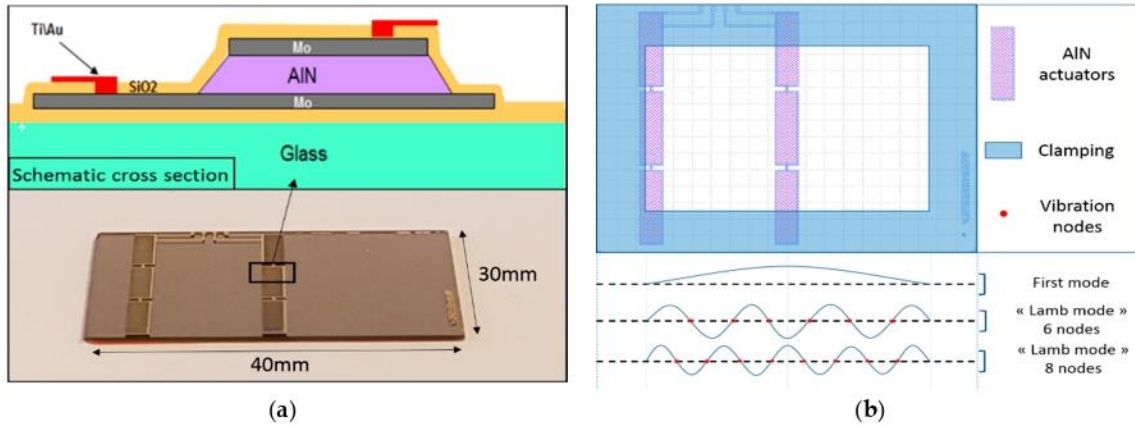 Ti\Au
Mo
AlN
SiO2
Mo
Glass
Schematic cross section
30mm
40mm
(a)
AlN
actuators
Clamping
Vibration
nodes
First mode
« Lamb mode »
6 nodes
« Lamb mode »
8 nodes
(b)